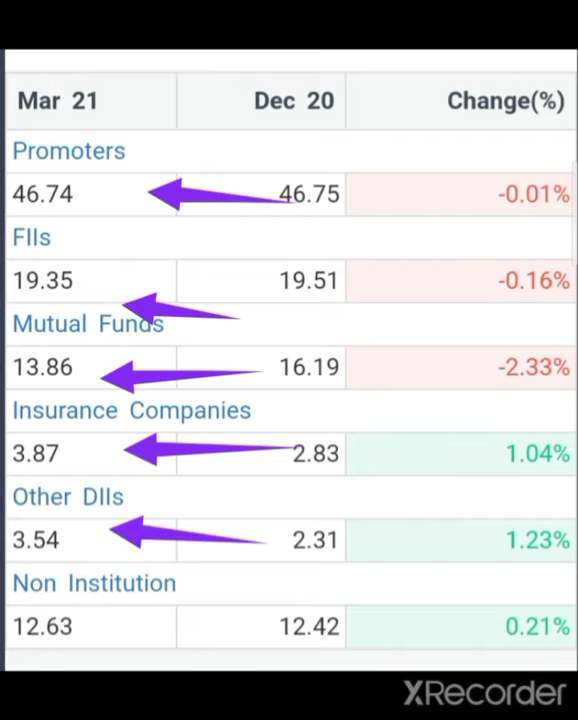 Mar 21 Dec 20 Change(%)
Promoters
46.74 46.75 -0.01%
FIIs
19.35 19.51 -0.16%
Mutual Funds
13.86 16.19 -2.33%
Insurance Companies
3.87 2.83 1.04%
Other DIIs
3.54 2.31 1.23%
Non Institution
12.63 12.42 0.21%
XRecorder